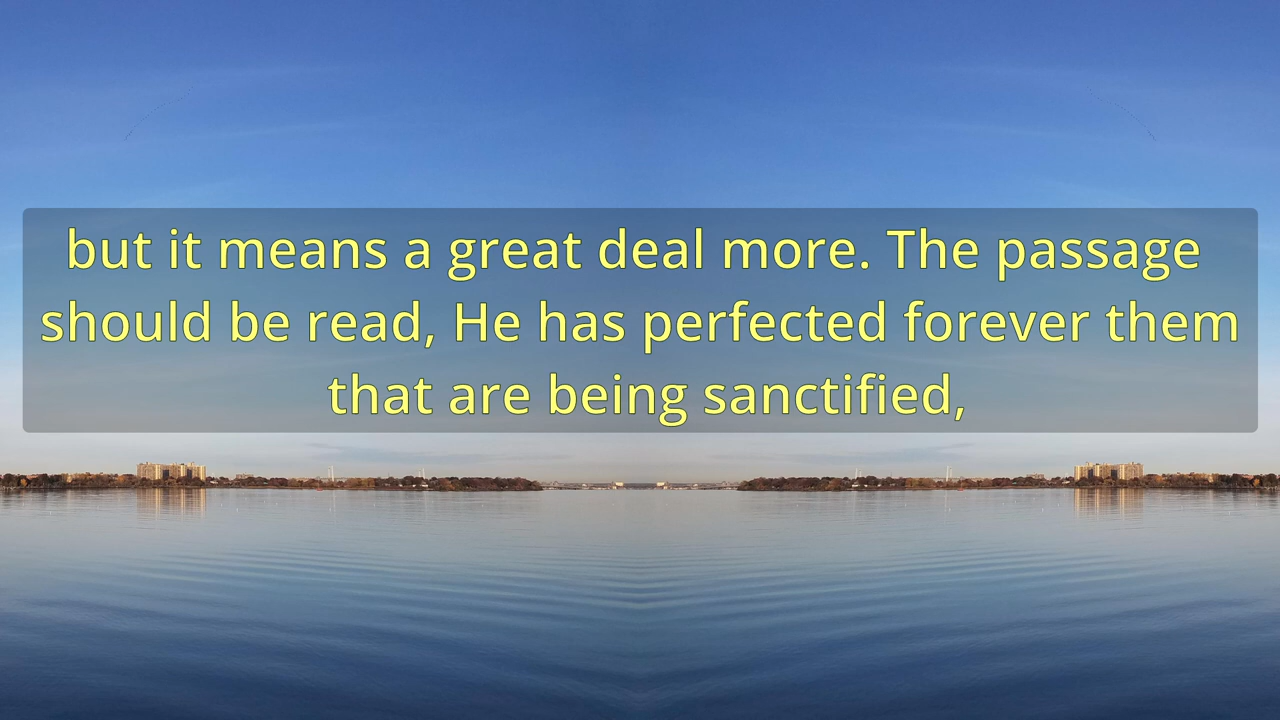 but it means a great deal more. The passage
should be read, He has perfected forever them
that are being sanctified,